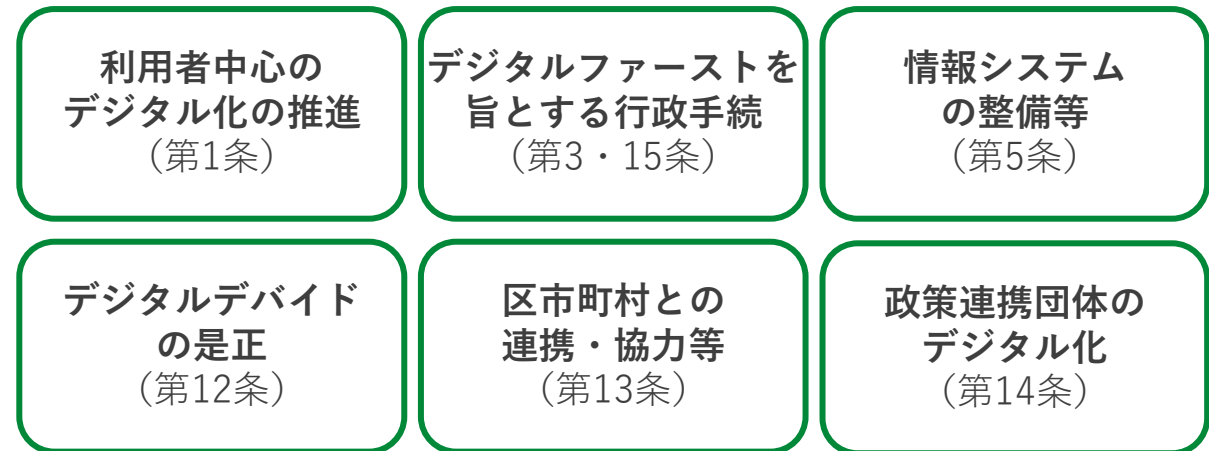 利用者中心の
デジタル化の推進
（第1条）
デジタルファーストを
旨とする行政手続
（第3・15条）
情報システム
の整備等
（第5条）
デジタルデバイド
の是正
（第12条）
区市町村との
連携・協力等
（第13条）
政策連携団体の
デジタル化
（第14条）